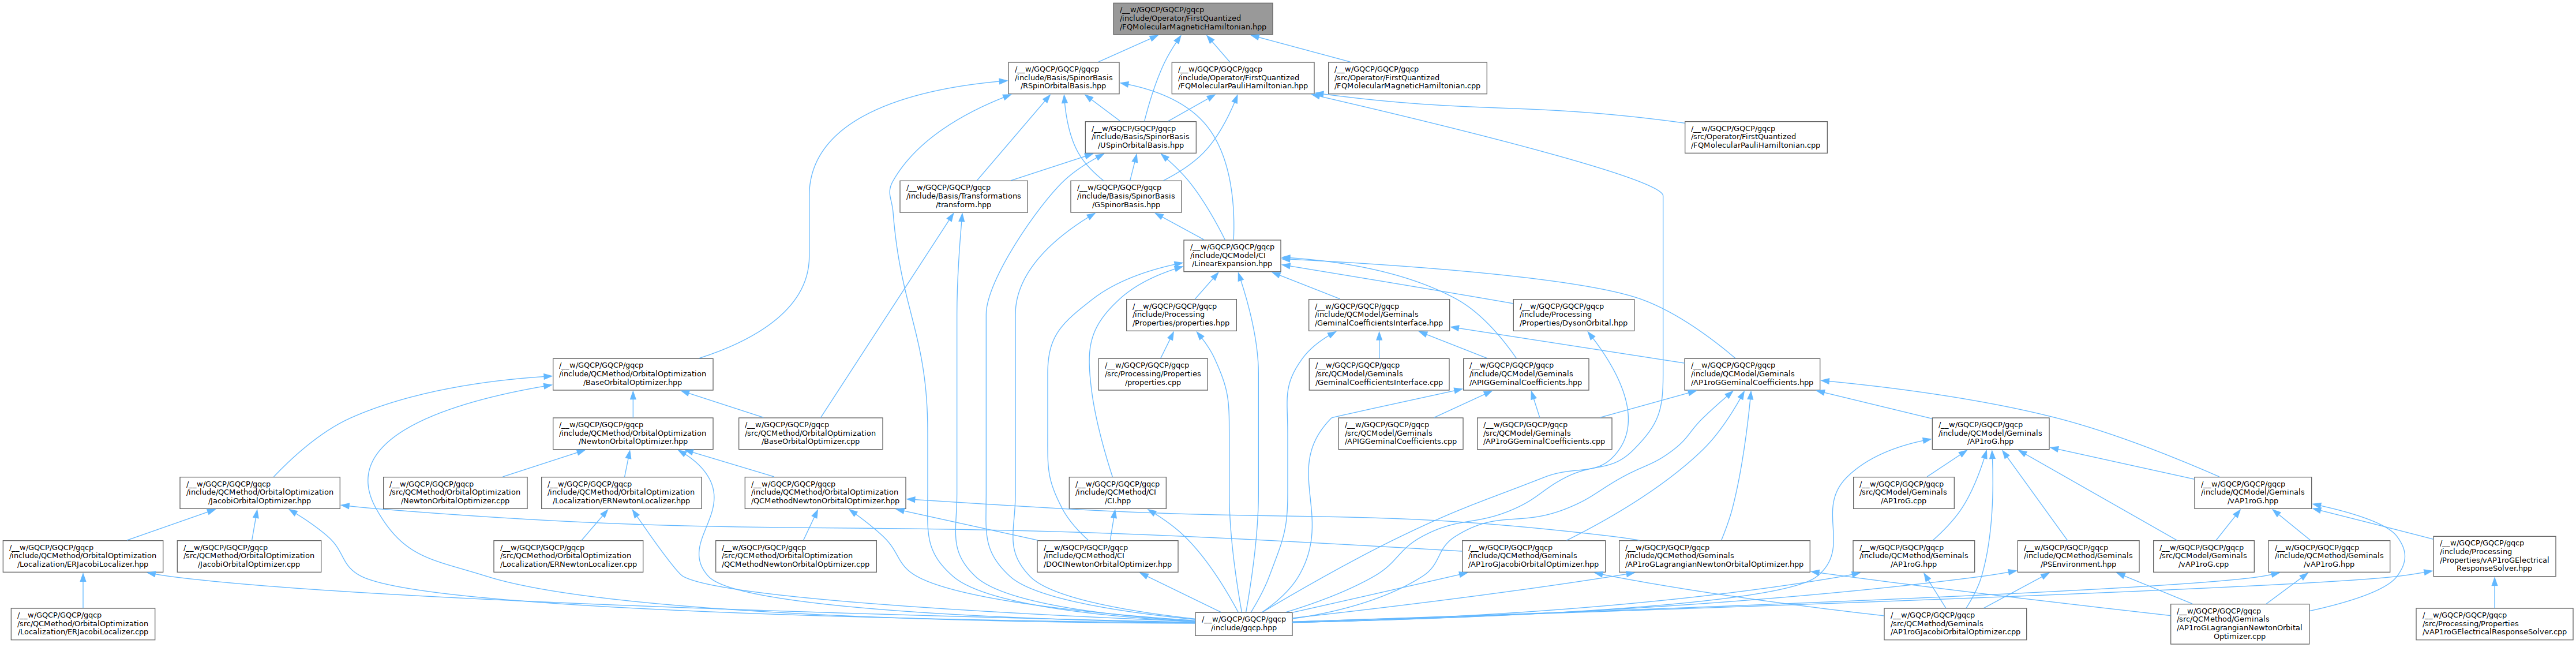 /__w/GQCP/GQCP/gqcp
/include/Operator/FirstQuantized
/FQMolecularMagneticHamiltonian.hpp
/__w/GQCP/GQCP/gqcp
/include/Basis/SpinorBasis
/RSpinOrbitalBasis.hpp
/__w/GQCP/GQCP/gqcp
/include/Operator/FirstQuantized
/FQMolecularPauliHamiltonian.hpp
/__w/GQCP/GQCP/gqcp
/src/Operator/FirstQuantized
/FQMolecularMagneticHamiltonian.cpp
/__w/GQCP/GQCP/gqcp
/include/Basis/SpinorBasis
/USpinOrbitalBasis.hpp
/__w/GQCP/GQCP/gqcp
/src/Operator/FirstQuantized
/FQMolecularPauliHamiltonian.cpp
/__w/GQCP/GQCP/gqcp
/include/Basis/Transformations
/transform.hpp
/__w/GQCP/GQCP/gqcp
/include/Basis/SpinorBasis
/GSpinorBasis.hpp
/__w/GQCP/GQCP/gqcp
/include/QCModel/CI
/LinearExpansion.hpp
/__w/GQCP/GQCP/gqcp
/include/Processing
/Properties/properties.hpp
/__w/GQCP/GQCP/gqcp
/include/QCModel/Geminals
/GeminalCoefficientsInterface.hpp
/__w/GQCP/GQCP/gqcp
/include/Processing
/Properties/DysonOrbital.hpp
/__w/GQCP/GQCP/gqcp
/include/QCMethod/OrbitalOptimization
/BaseOrbitalOptimizer.hpp
/__w/GQCP/GQCP/gqcp
/src/Processing/Properties
/properties.cpp
/__w/GQCP/GQCP/gqcp
/src/QCModel/Geminals
/GeminalCoefficientsInterface.cpp
/__w/GQCP/GQCP/gqcp
/include/QCModel/Geminals
/APIGGeminalCoefficients.hpp
/__w/GQCP/GQCP/gqcp
/include/QCModel/Geminals
/AP1roGGeminalCoefficients.hpp
/__w/GQCP/GQCP/gqcp
/include/QCMethod/OrbitalOptimization
/NewtonOrbitalOptimizer.hpp
/__w/GQCP/GQCP/gqcp
/src/QCMethod/OrbitalOptimization
/BaseOrbitalOptimizer.cpp
/__w/GQCP/GQCP/gqcp
/src/QCModel/Geminals
/APIGGeminalCoefficients.cpp
/__w/GQCP/GQCP/gqcp
/src/QCModel/Geminals
/AP1roGGeminalCoefficients.cpp
/__w/GQCP/GQCP/gqcp
/include/QCModel/Geminals
/AP1roG.hpp
/__w/GQCP/GQCP/gqcp
/include/QCMethod/OrbitalOptimization
/JacobiOrbitalOptimizer.hpp
/__w/GQCP/GQCP/gqcp
/src/QCMethod/OrbitalOptimization
/NewtonOrbitalOptimizer.cpp
/__w/GQCP/GQCP/gqcp
/include/QCMethod/OrbitalOptimization
/Localization/ERNewtonLocalizer.hpp
/__w/GQCP/GQCP/gqcp
/include/QCMethod/OrbitalOptimization
/QCMethodNewtonOrbitalOptimizer.hpp
/__w/GQCP/GQCP/gqcp
/include/QCMethod/CI
/CI.hpp
/__w/GQCP/GQCP/gqcp
/src/QCModel/Geminals
/AP1roG.cpp
/__w/GQCP/GQCP/gqcp
/include/QCModel/Geminals
/vAP1roG.hpp
/__w/GQCP/GQCP/gqcp
/include/QCMethod/OrbitalOptimization
/Localization/ERJacobiLocalizer.hpp
/__w/GQCP/GQCP/gqcp
/src/QCMethod/OrbitalOptimization
/JacobiOrbitalOptimizer.cpp
/__w/GQCP/GQCP/gqcp
/src/QCMethod/OrbitalOptimization
/Localization/ERNewtonLocalizer.cpp
/__w/GQCP/GQCP/gqcp
/src/QCMethod/OrbitalOptimization
/QCMethodNewtonOrbitalOptimizer.cpp
/__w/GQCP/GQCP/gqcp
/include/QCMethod/CI
/DOCINewtonOrbitalOptimizer.hpp
/__w/GQCP/GQCP/gqcp
/include/QCMethod/Geminals
/AP1roGJacobiOrbitalOptimizer.hpp
/__w/GQCP/GQCP/gqcp
/include/QCMethod/Geminals
/AP1roGLagrangianNewtonOrbitalOptimizer.hpp
/__w/GQCP/GQCP/gqcp
/include/QCMethod/Geminals
/AP1roG.hpp
/__w/GQCP/GQCP/gqcp
/include/QCMethod/Geminals
/PSEnvironment.hpp
/__w/GQCP/GQCP/gqcp
/src/QCModel/Geminals
/vAP1roG.cpp
/__w/GQCP/GQCP/gqcp
/include/QCMethod/Geminals
/vAP1roG.hpp
/__w/GQCP/GQCP/gqcp
/include/Processing
/Properties/vAP1roGElectrical
ResponseSolver.hpp
/__w/GQCP/GQCP/gqcp
/src/QCMethod/OrbitalOptimization
/Localization/ERJacobiLocalizer.cpp
/__w/GQCP/GQCP/gqcp
/include/gqcp.hpp
/__w/GQCP/GQCP/gqcp
/src/QCMethod/Geminals
/AP1roGJacobiOrbitalOptimizer.cpp
/__w/GQCP/GQCP/gqcp
/src/QCMethod/Geminals
/AP1roGLagrangianNewtonOrbital
Optimizer.cpp
/__w/GQCP/GQCP/gqcp
/src/Processing/Properties
/vAP1roGElectricalResponseSolver.cpp